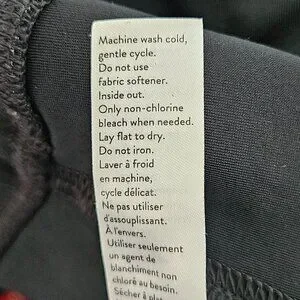 Machine wash cold,
gentle cycle.
Do not use
fabric softener.
Inside out.
Only non-chlorine
bleach when needed.
Lay flat to dry.
Do not iron.
Laver à froid
en machine,
cycle délicat.
Ne pas utiliser
d'assouplissant.
À l'envers.
Utiliser seulement
un agent de
blanchiment non
chloré au besoin.
Sécher à plat